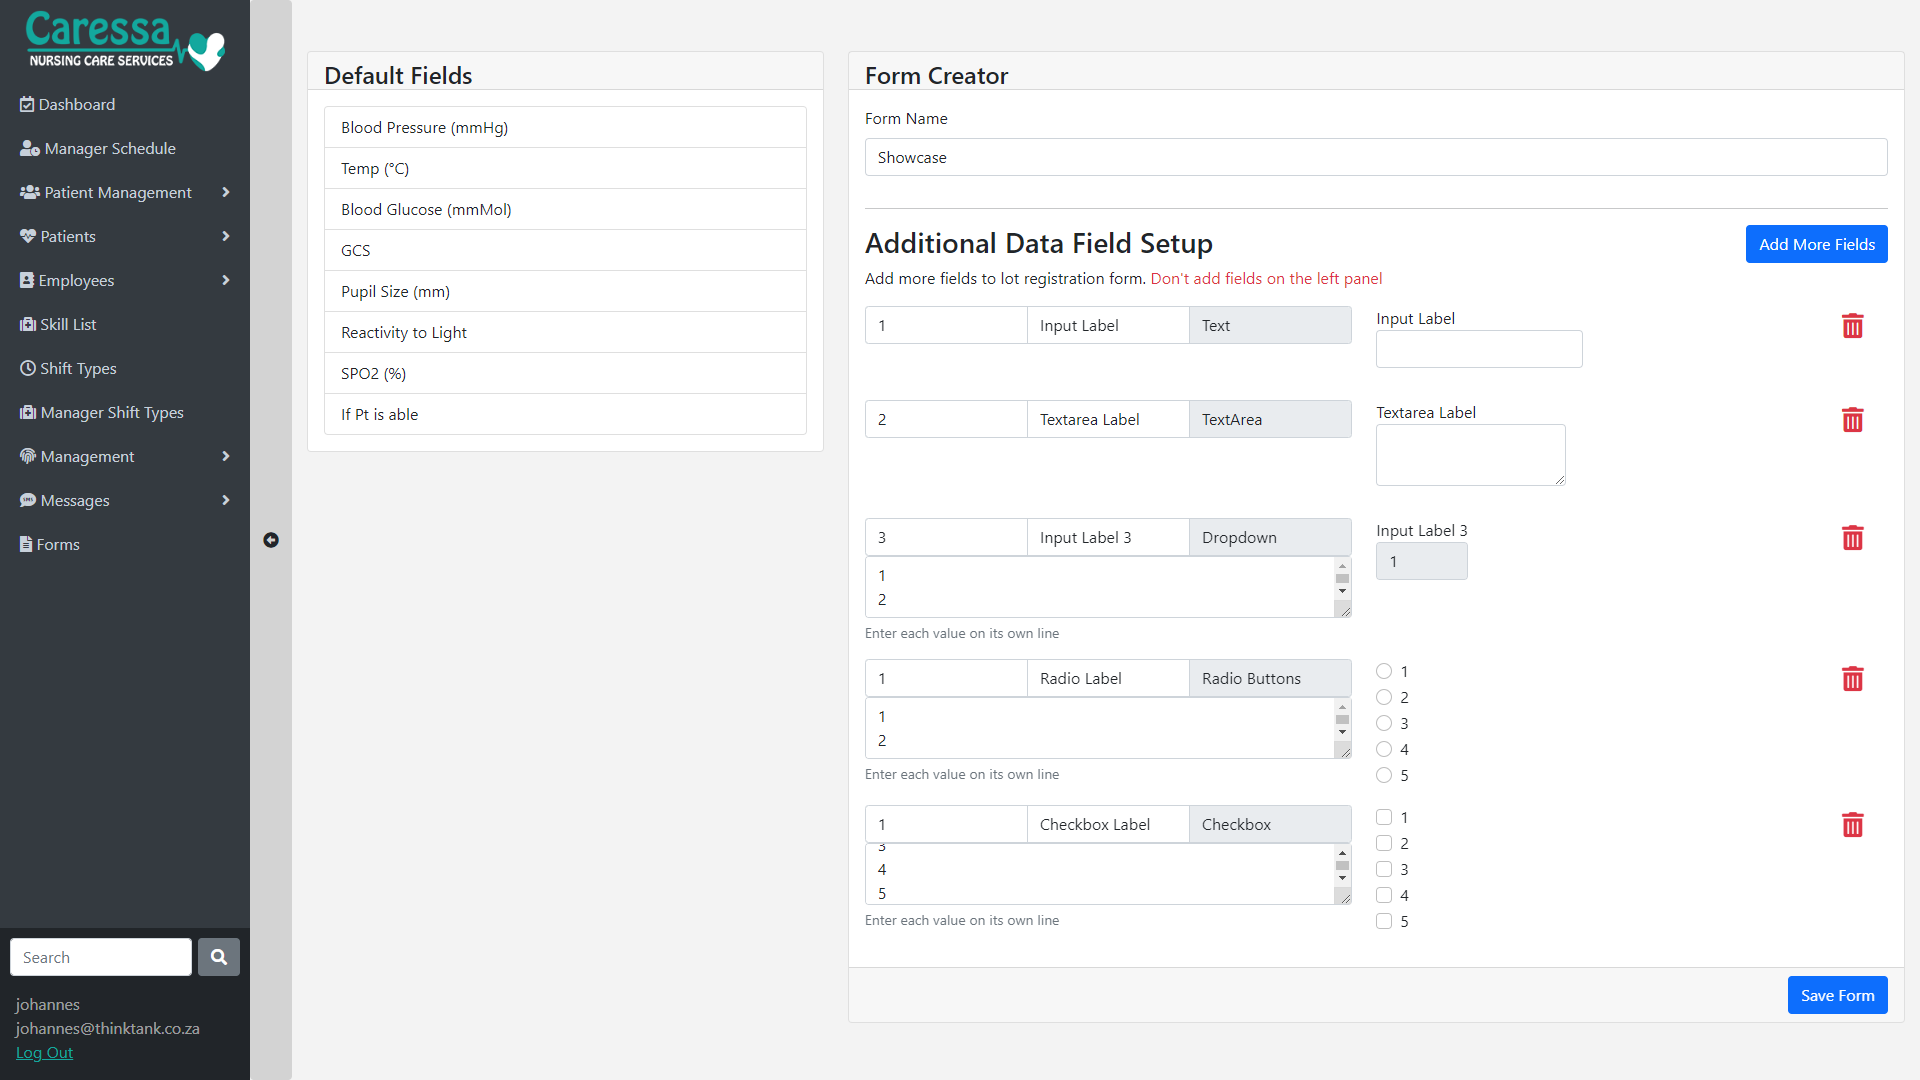 Caressa
NURSING CARE SERVICES
Dashboard
Manager Schedule
Patient Management
Patients
Employees
Skill List
Shift Types
Manager Shift Types
Management
Messages
Forms
Search
johannes
johannes@thinktank.co.za
Log Out
Default Fields
Blood Pressure (mmHg)
Temp (°C)
Blood Glucose (mmMol)
GCS
Pupil Size (mm)
Reactivity to Light
SPO2 (%)
If Pt is able
Form Creator
Form Name
Showcase
Additional Data Field Setup
Add More Fields
Add more fields to lot registration form. Don't add fields on the left panel
1 Input Label Text
Input Label
2 Textarea Label TextArea
Textarea Label
3 Input Label 3 Dropdown
1
2
Enter each value on its own line
Input Label 3
1
1 Radio Label Radio Buttons
1
2
Enter each value on its own line
1
2
3
4
5
1 Checkbox Label Checkbox
3
4
5
Enter each value on its own line
1
2
3
4
5
Save Form